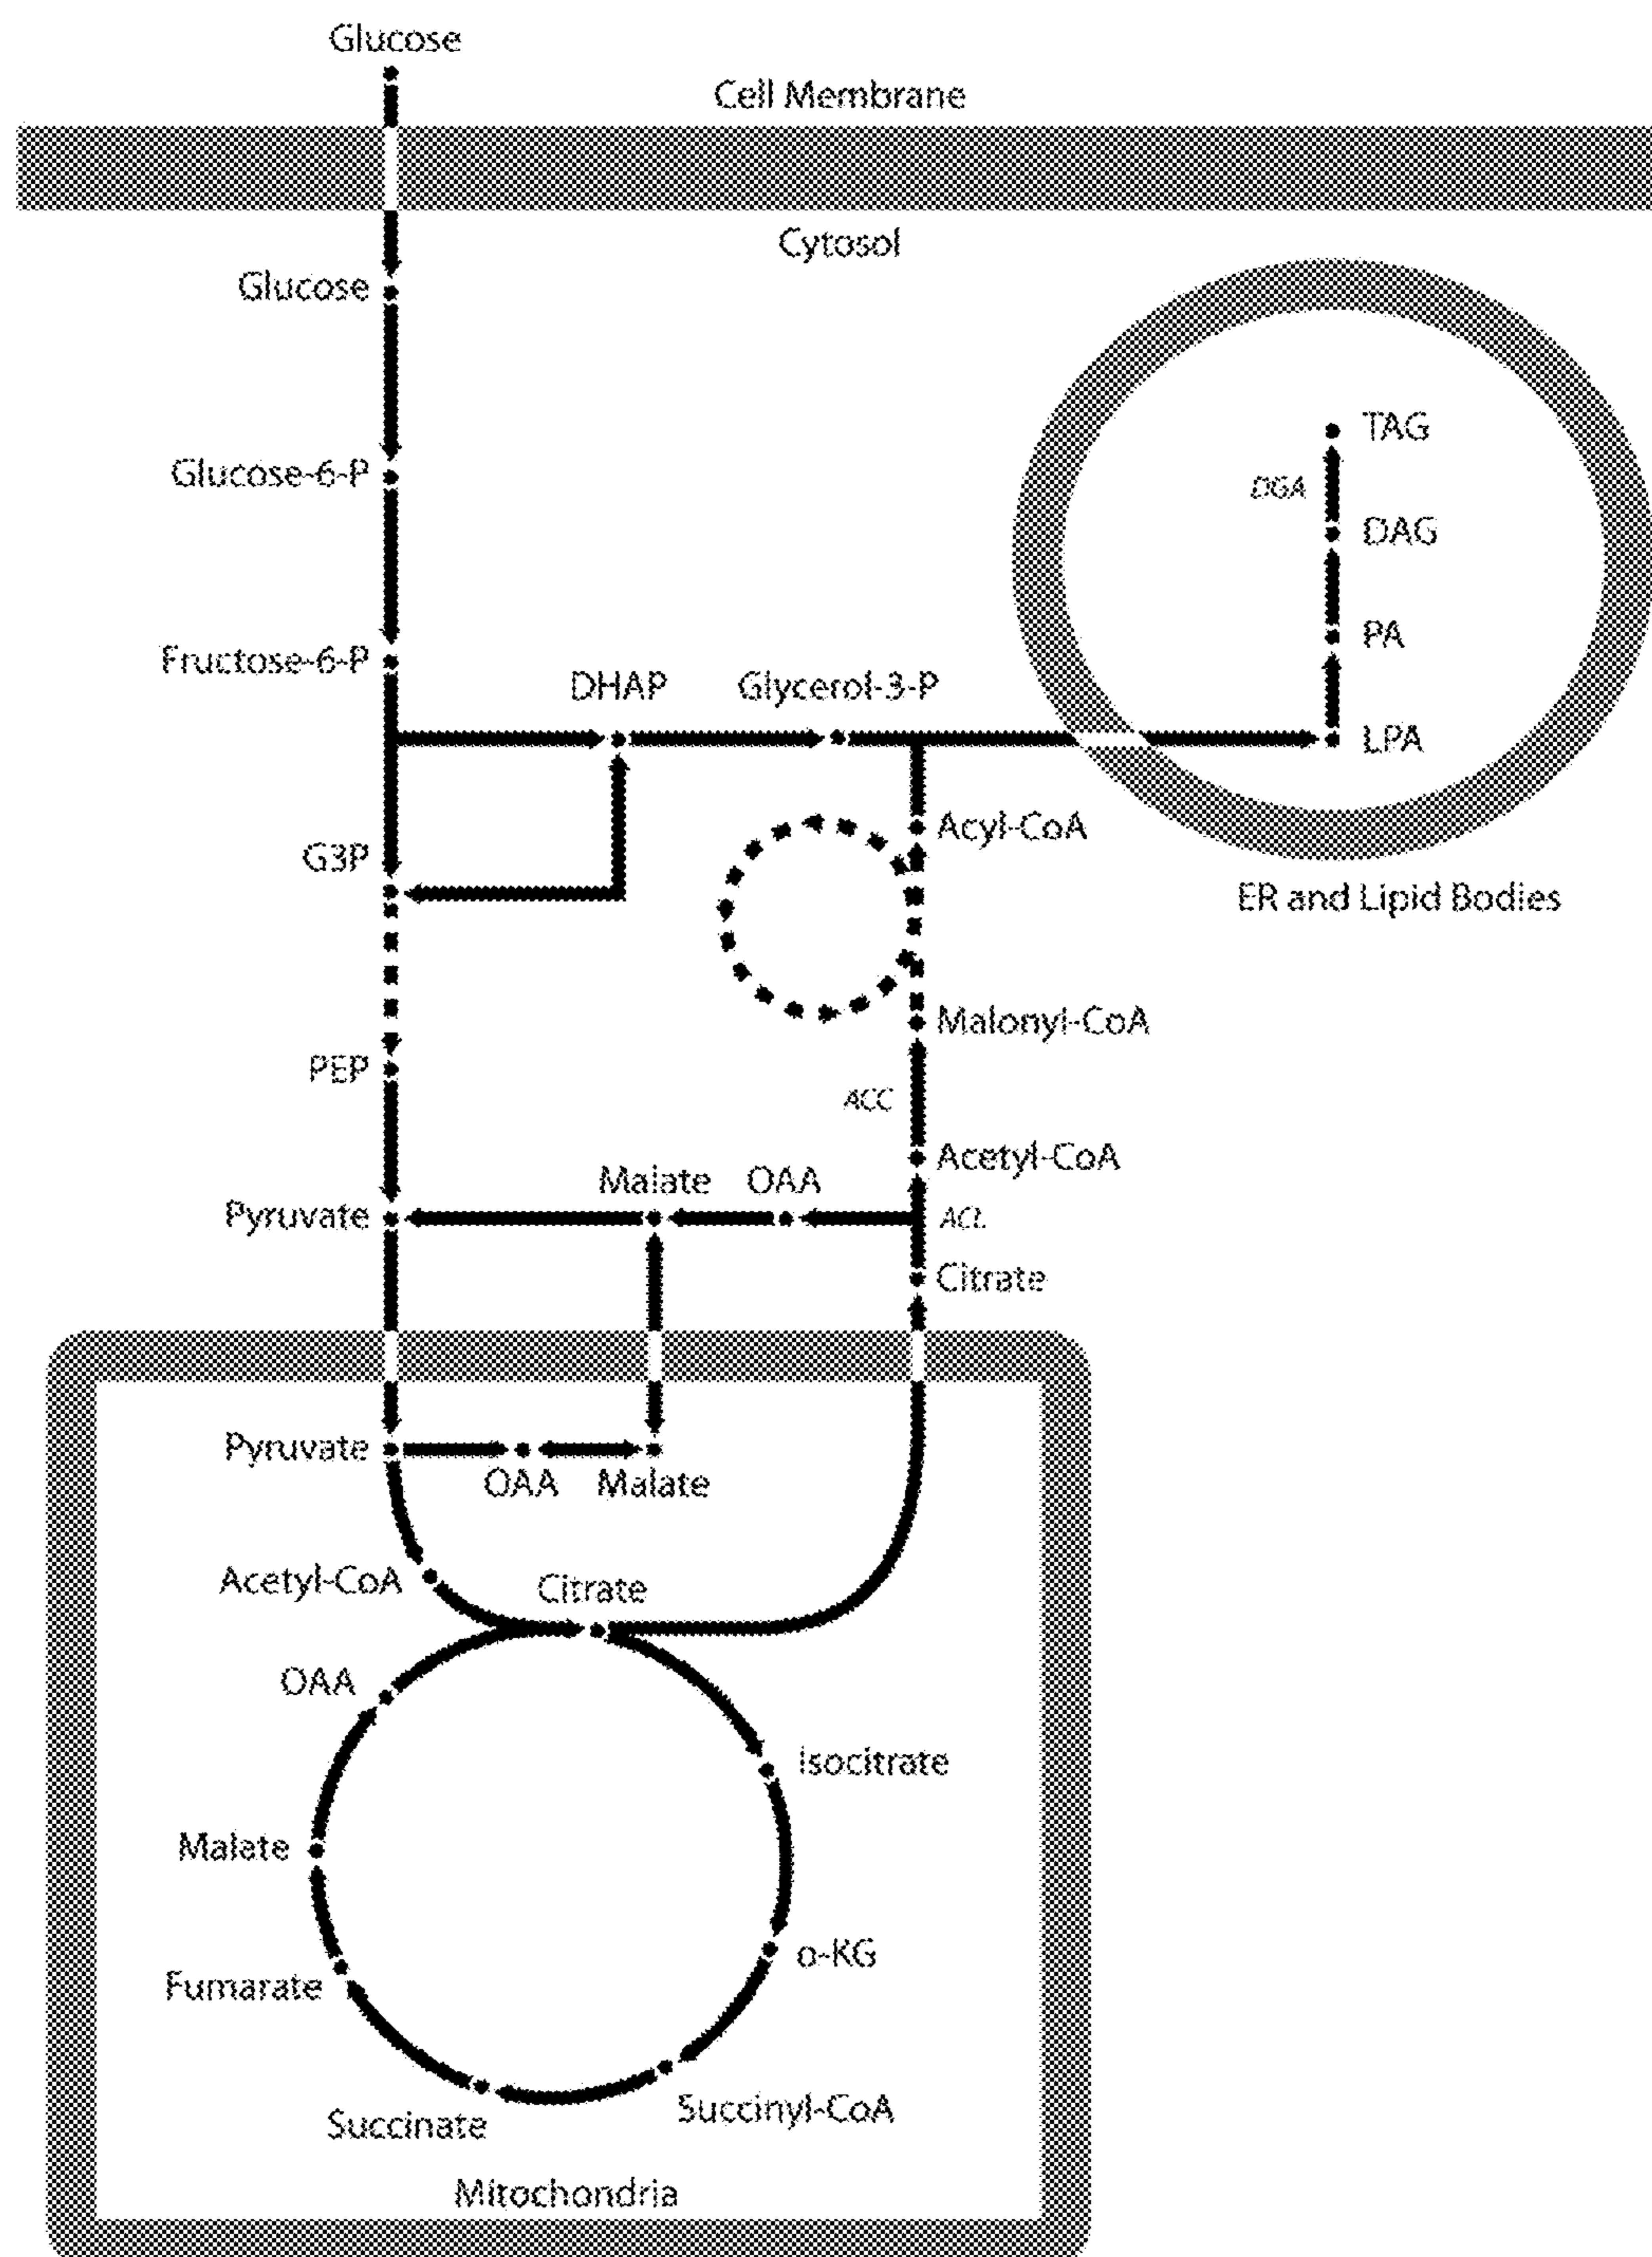 Glucose
Cell Membrane
Cytosol
Glucose
TAG
Glucose-6-P
DGA
DAG
PA
Fructose-6-P
DHAP Glycerol-3-P
LPA
Acyl-CoA
G3P
ER and Lipid Bodies
Malonyl-CoA
PEP
ACC
Acetyl-CoA
Malate OAA
Pyruvate
ACL
Citrate
Pyruvate
OAA Malate
Acetyl-CoA
Citrate
OAA
Isocitrate
Malate
α-KG
Fumarate
Succinyl-CoA
Succinate
Mitochondria